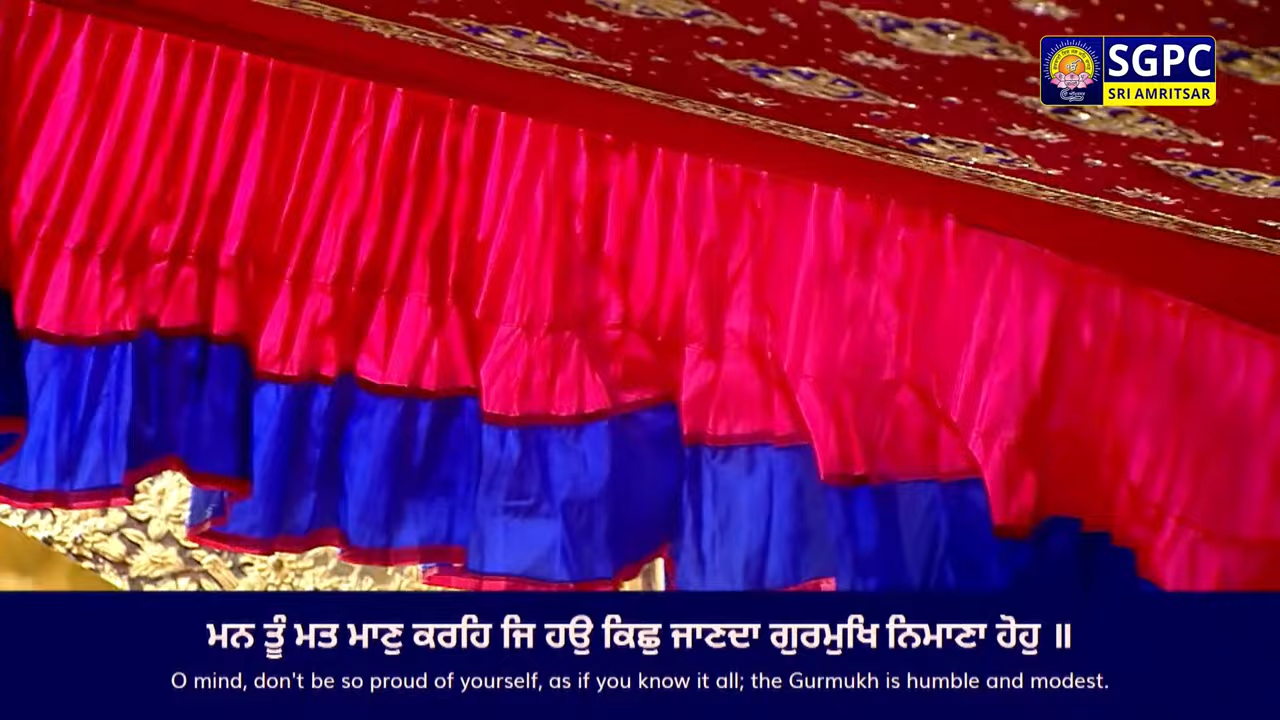 SGPC
SRI AMRITSAR
ਮਨ ਤੂੰ ਮਤ ਮਾਣੁ ਕਰਹਿ ਜਿ ਹਉ ਕਿਛੁ ਜਾਣਦਾ ਗੁਰਮੁਖਿ ਨਿਮਾਣਾ ਹੋਹੁ ॥
O mind, don't be so proud of yourself, as if you know it all; the Gurmukh is humble and modest.